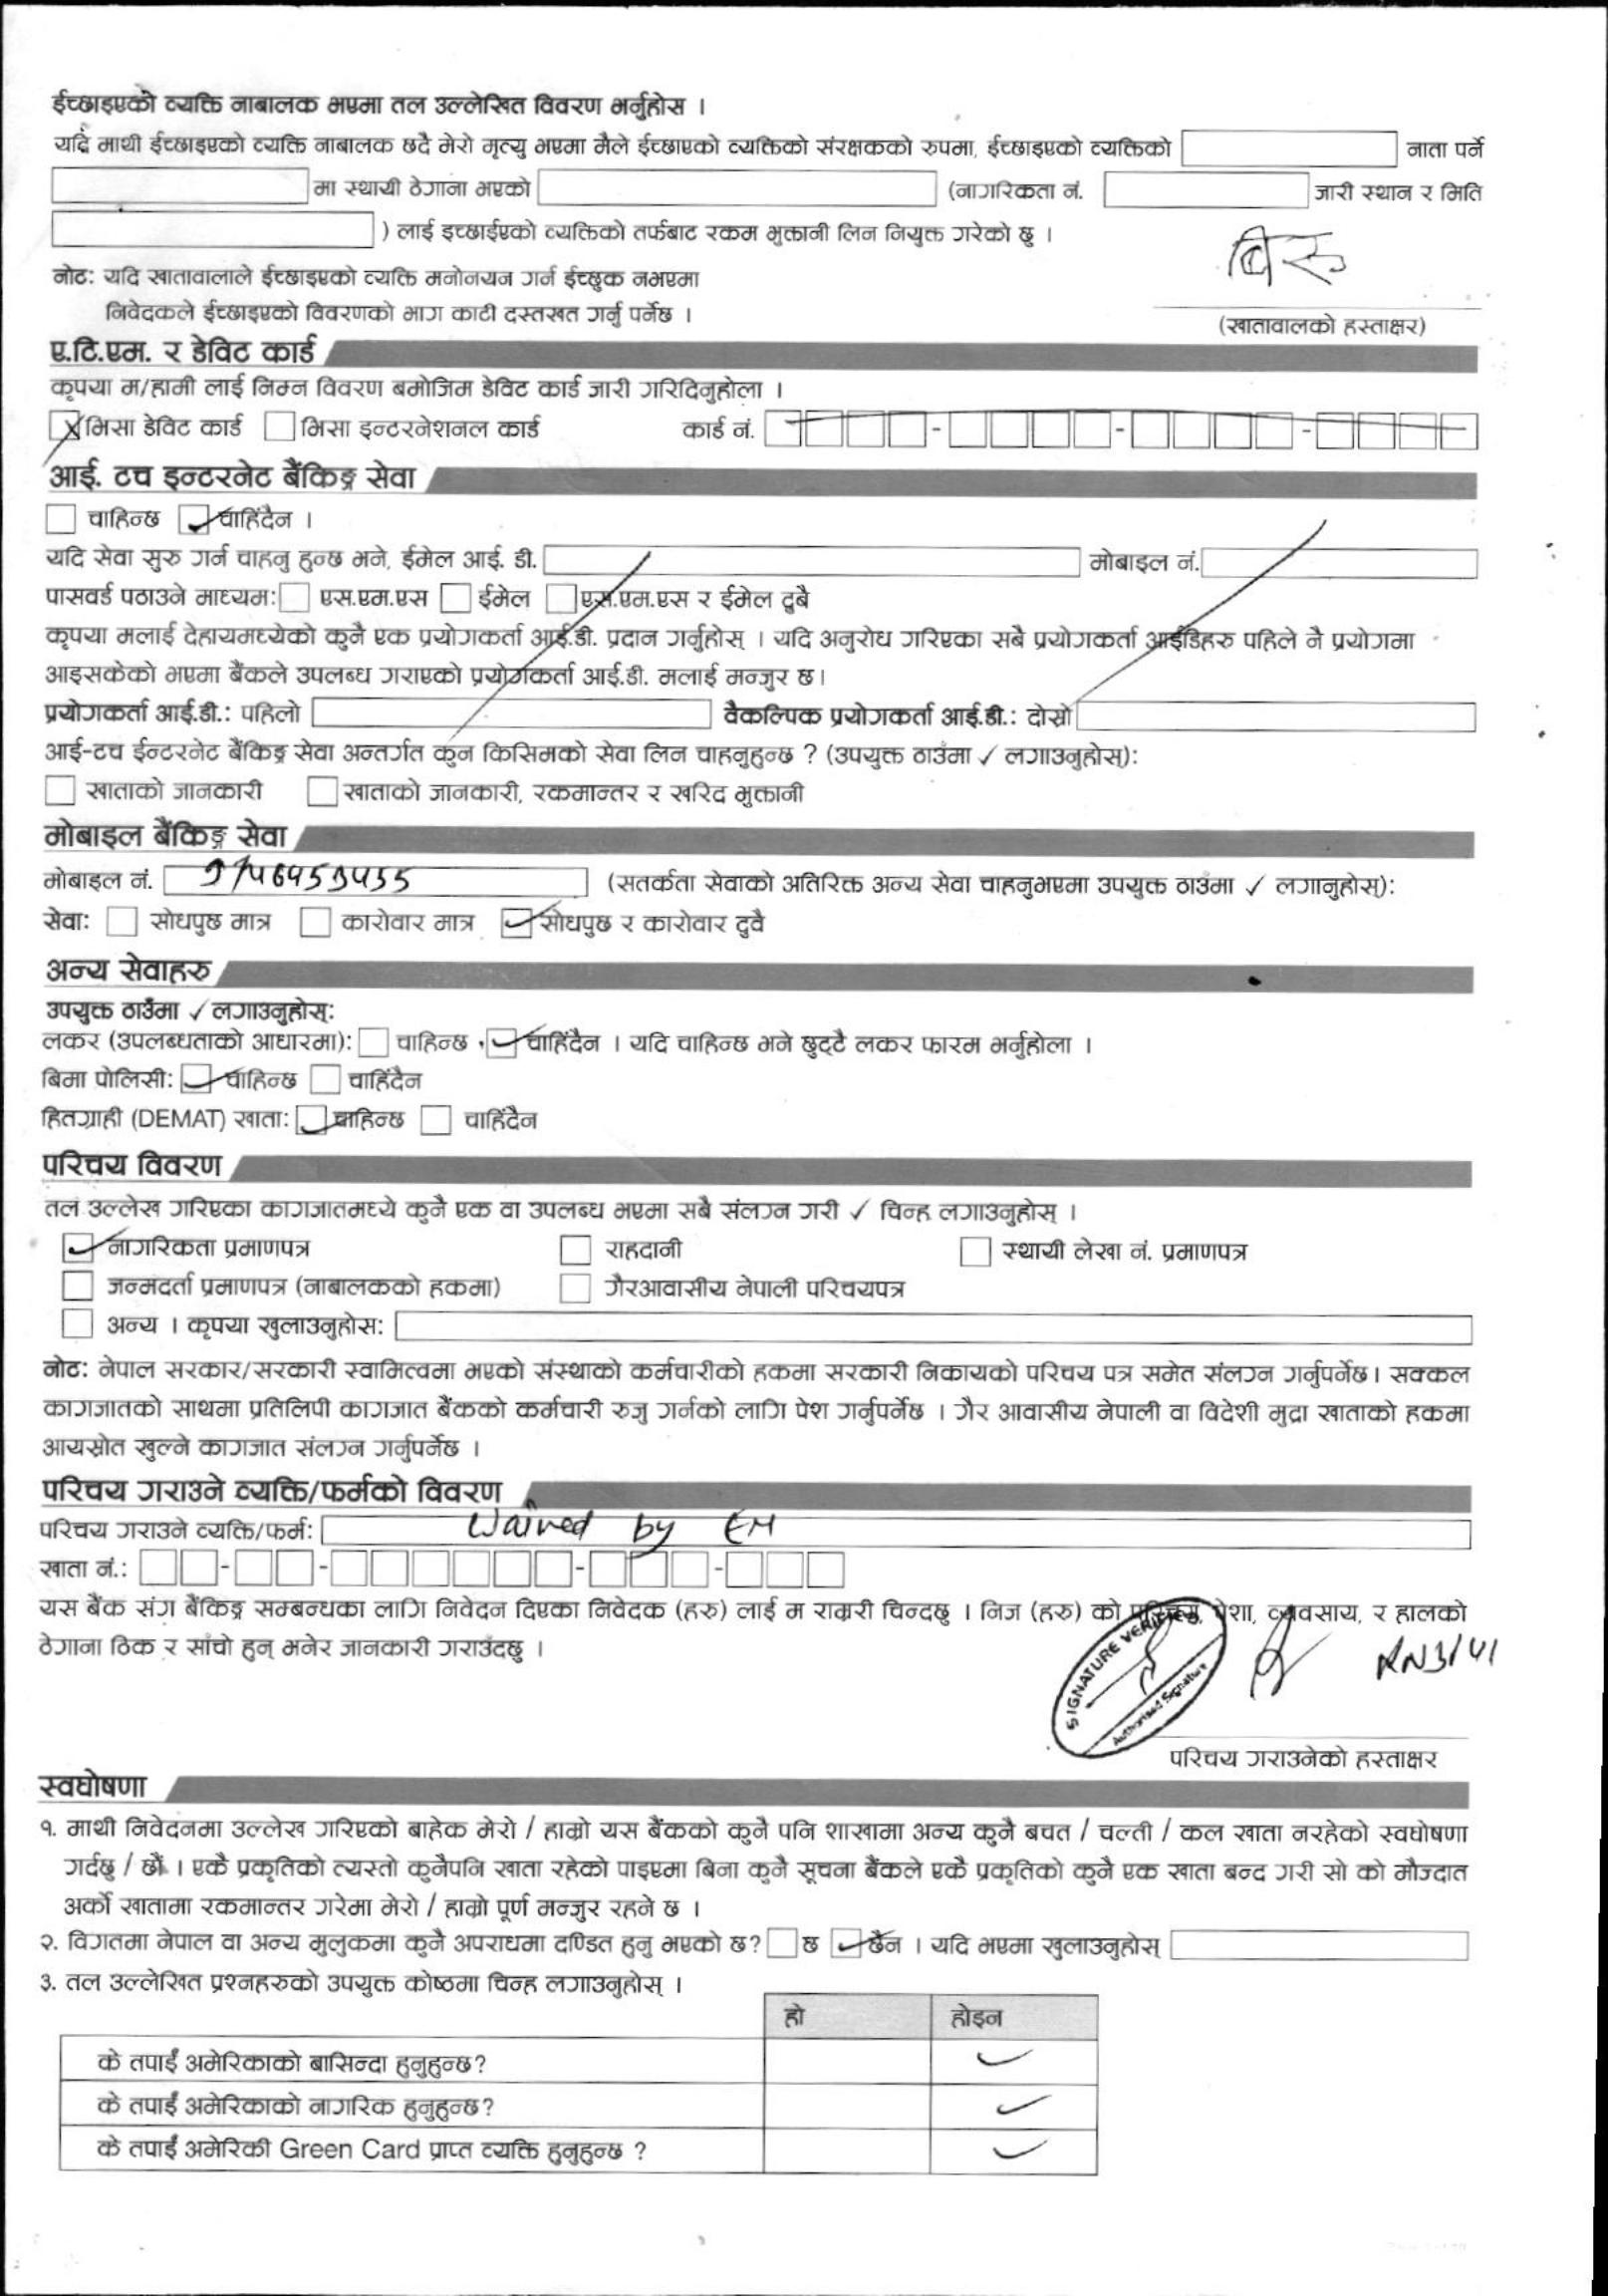 ईच्छाइएको व्यक्ति नाबालक भएमा तल उल्लेखित विवरण भर्नुहोस ।
यदि माथी ईच्छाइएको व्यक्ति नाबालक छदै मेरो मृत्यु भएमा मैले ईच्छाएको व्यक्तिको संरक्षकको रुपमा, ईच्छाइएको व्यक्तिको नाता पर्ने
मा स्थायी ठेगाना भएको (नागरिकता नं. जारी स्थान र मिति
) लाई इच्छाईएको व्यक्तिको तर्फबाट रकम भुक्तानी लिन नियुक्त गरेको छु ।
बिरु
नोट: यदि खातावालाले ईच्छाइएको व्यक्ति मनोनयन गर्न ईच्छुक नभएमा
निवेदकले ईच्छाइएको विवरणको भाग काटी दस्तखत गर्नु पर्नेछ ।
(खातावालको हस्ताक्षर)
ए.टि.एम. र डेविट कार्ड
कृपया म/हामी लाई निम्न विवरण बमोजिम डेविट कार्ड जारी गरिदिनुहोला ।
भिसा डेविट कार्ड भिसा इन्टरनेशनल कार्ड कार्ड नं. - - -
आई. टच इन्टरनेट बैंकिङ्ग सेवा
चाहिन्छ चाहिंदैन ।
यदि सेवा सुरु गर्न चाहनु हुन्छ भने, ईमेल आई. डी. मोबाइल नं.
पासवर्ड पठाउने माध्यम: एस.एम.एस ईमेल एस.एम.एस र ईमेल दुबै
कृपया मलाई देहायमध्येको कुनै एक प्रयोगकर्ता आई.डी. प्रदान गर्नुहोस् । यदि अनुरोध गरिएका सबै प्रयोगकर्ता आईडिहरु पहिले नै प्रयोगमा
आइसकेको भएमा बैंकले उपलब्ध गराएको प्रयोगकर्ता आई.डी. मलाई मन्जुर छ।
प्रयोगकर्ता आई.डी.: पहिलो वैकल्पिक प्रयोगकर्ता आई.डी.: दोस्रो
आई-टच ईन्टरनेट बैंकिङ्ग सेवा अन्तर्गत कुन किसिमको सेवा लिन चाहनुहुन्छ ? (उपयुक्त ठाउँमा ✓ लगाउनुहोस्):
खाताको जानकारी खाताको जानकारी, रकमान्तर र खरिद भुक्तानी
मोबाइल बैंकिङ्ग सेवा
मोबाइल नं. 9746953455 (सतर्कता सेवाको अतिरिक्त अन्य सेवा चाहनुभएमा उपयुक्त ठाउँमा ✓ लगानुहोस्):
सेवा: सोधपुछ मात्र कारोवार मात्र सोधपुछ र कारोवार दुवै
अन्य सेवाहरु
उपयुक्त ठाउँमा ✓ लगाउनुहोस्:
लकर (उपलब्धताको आधारमा): चाहिन्छ चाहिंदैन । यदि चाहिन्छ भने छुट्टै लकर फारम भर्नुहोला ।
बिमा पोलिसी: चाहिन्छ चाहिंदैन
हितग्राही (DEMAT) खाता: चाहिन्छ चाहिंदैन
परिचय विवरण
तल उल्लेख गरिएका कागजातमध्ये कुनै एक वा उपलब्ध भएमा सबै संलग्न गरी ✓ चिन्ह लगाउनुहोस् ।
नागरिकता प्रमाणपत्र राहदानी स्थायी लेखा नं. प्रमाणपत्र
जन्मदर्ता प्रमाणपत्र (नाबालकको हकमा) गैरआवासीय नेपाली परिचयपत्र
अन्य । कृपया खुलाउनुहोस:
नोट: नेपाल सरकार/सरकारी स्वामित्वमा भएको संस्थाको कर्मचारीको हकमा सरकारी निकायको परिचय पत्र समेत संलग्न गर्नुपर्नेछ। सक्कल
कागजातको साथमा प्रतिलिपी कागजात बैंकको कर्मचारी रुजु गर्नको लागि पेश गर्नुपर्नेछ । गैर आवासीय नेपाली वा विदेशी मुद्रा खाताको हकमा
आयस्रोत खुल्ने कागजात संलग्न गर्नुपर्नेछ ।
परिचय गराउने व्यक्ति/फर्मको विवरण
परिचय गराउने व्यक्ति/फर्म: Waived by EM
खाता नं.: - - - -
यस बैंक संग बैंकिङ्ग सम्बन्धका लागि निवेदन दिएका निवेदक (हरु) लाई म राम्ररी चिन्दछु । निज (हरु) को परिचय, पेशा, व्यवसाय, र हालको
ठेगाना ठिक र सांचो हुन् भनेर जानकारी गराउँदछु ।
SIGNATURE VERIFIED
Authorised Signature
RN3141
परिचय गराउनेको हस्ताक्षर
स्वघोषणा
१. माथी निवेदनमा उल्लेख गरिएको बाहेक मेरो / हाम्रो यस बैंकको कुनै पनि शाखामा अन्य कुनै बचत / चल्ती / कल खाता नरहेको स्वघोषणा
गर्दछु / छौं । एकै प्रकृतिको त्यस्तो कुनैपनि खाता रहेको पाइएमा बिना कुनै सूचना बैंकले एकै प्रकृतिको कुनै एक खाता बन्द गरी सो को मौज्दात
अर्को खातामा रकमान्तर गरेमा मेरो / हाम्रो पूर्ण मन्जुर रहने छ ।
२. विगतमा नेपाल वा अन्य मुलुकमा कुनै अपराधमा दण्डित हुनु भएको छ? छ छैन । यदि भएमा खुलाउनुहोस्
३. तल उल्लेखित प्रश्नहरुको उपयुक्त कोष्ठमा चिन्ह लगाउनुहोस् ।
हो होइन
के तपाईं अमेरिकाको बासिन्दा हुनुहुन्छ? ✓
के तपाईं अमेरिकाको नागरिक हुनुहुन्छ? ✓
के तपाईं अमेरिकी Green Card प्राप्त व्यक्ति हुनुहुन्छ ? ✓